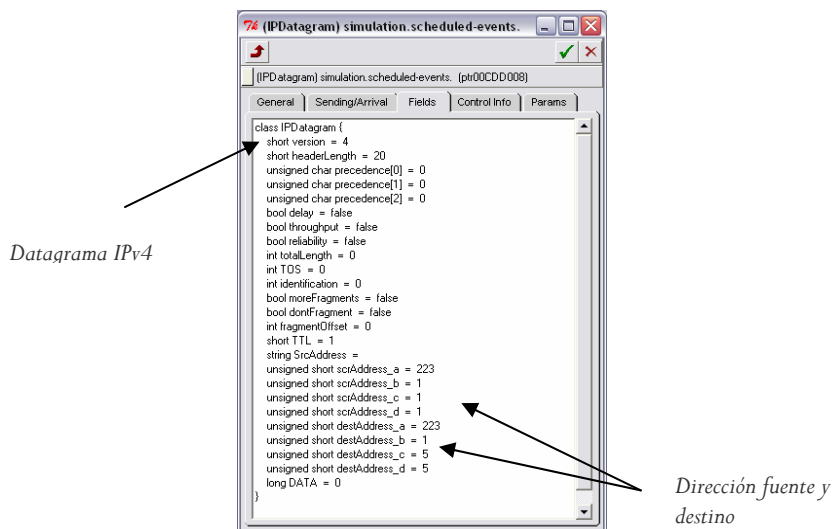 7% (IPDatagram) simulation.scheduled-events.
(IPDatagram) simulation.scheduled-events. (ptr00CDD008)
General Sending/Arrival Fields Control Info Params
class IPDatagram {
short version = 4
short headerLength = 20
unsigned char precedence[0] = 0
unsigned char precedence[1] = 0
unsigned char precedence[2] = 0
bool delay = false
bool throughput = false
bool reliability = false
int totalLength = 0
int TOS = 0
int identification = 0
bool moreFragments = false
bool dontFragment = false
int fragmentOffset = 0
short TTL = 1
string SrcAddress =
unsigned short scrAddress_a = 223
unsigned short scrAddress_b = 1
unsigned short scrAddress_c = 1
unsigned short scrAddress_d = 1
unsigned short destAddress_a = 223
unsigned short destAddress_b = 1
unsigned short destAddress_c = 5
unsigned short destAddress_d = 5
long DATA = 0
}
Datagrama IPv4
Dirección fuente y
destino